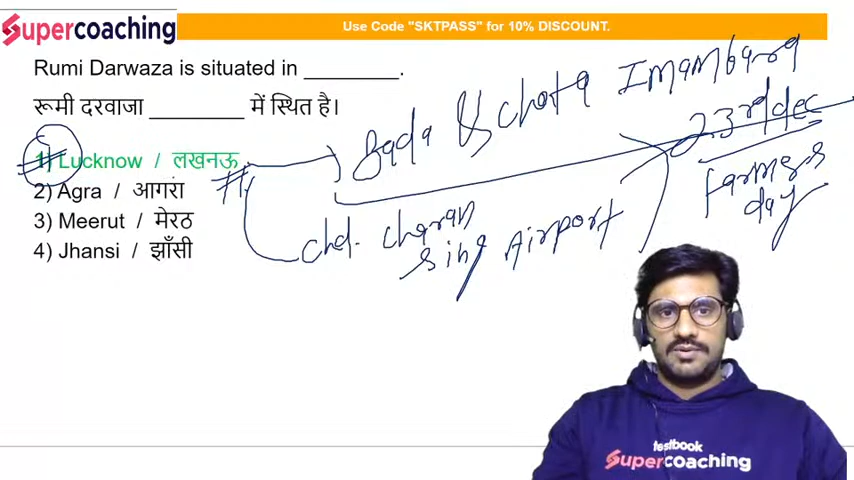 Supercoaching
Use Code "SKTPASS" for 10% DISCOUNT.
Rumi Darwaza is situated in ________.
रूमी दरवाजा ________ में स्थित है।
1) Lucknow / लखनऊ
2) Agra / आगरा
3) Meerut / मेरठ
4) Jhansi / झाँसी
Bada & chota Imambara
23rd dec
Farmers
day
Chd. charan
sing Airport
testbook
Supercoaching